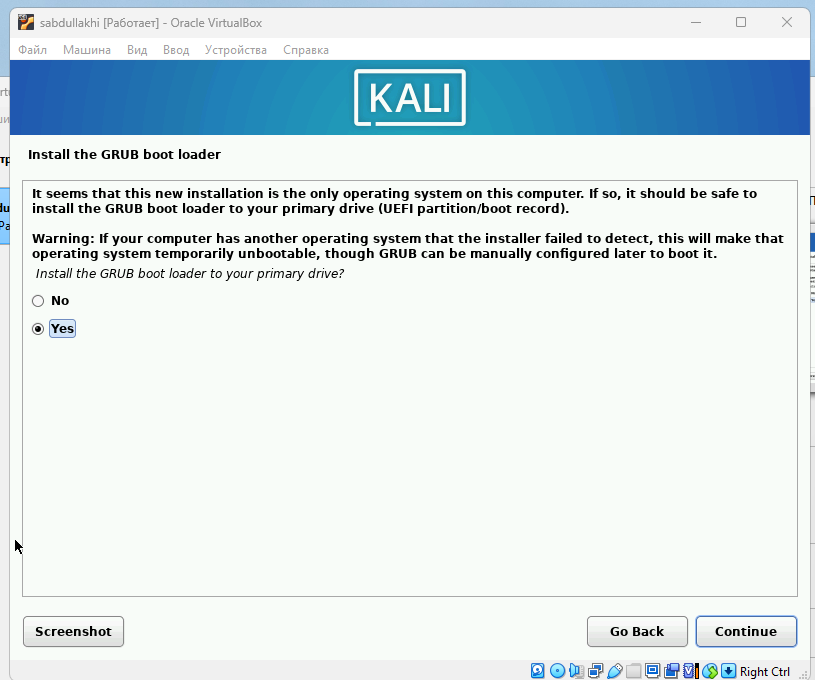 sabdullakhi [Работает] - Oracle VirtualBox
Файл Машина Вид Ввод Устройства Справка
KALI
Install the GRUB boot loader
It seems that this new installation is the only operating system on this computer. If so, it should be safe to
install the GRUB boot loader to your primary drive (UEFI partition/boot record).
Warning: If your computer has another operating system that the installer failed to detect, this will make that
operating system temporarily unbootable, though GRUB can be manually configured later to boot it.
Install the GRUB boot loader to your primary drive?
No
Yes
Screenshot Go Back Continue
Right Ctrl